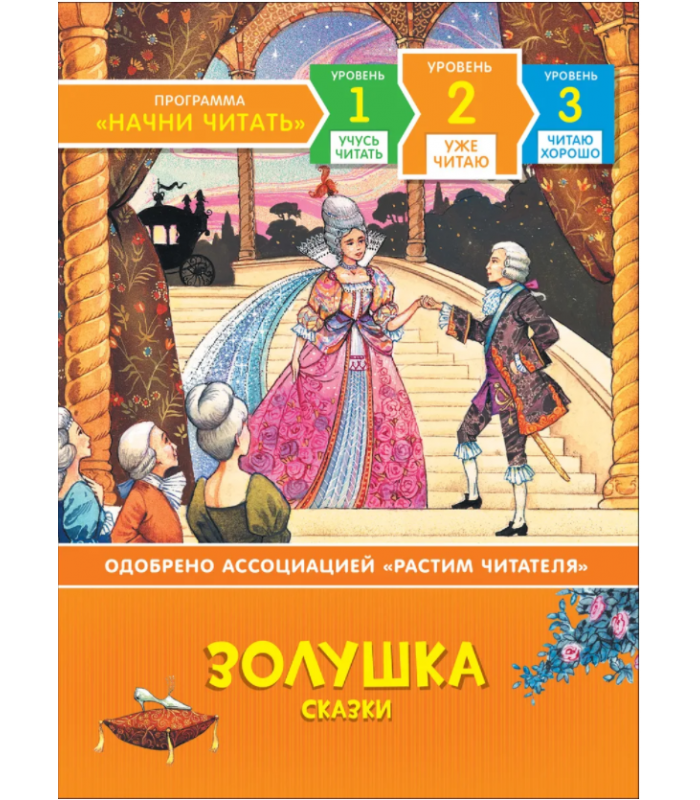 ПРОГРАММА
«НАЧНИ ЧИТАТЬ»
УРОВЕНЬ
1
УЧУСЬ
ЧИТАТЬ
УРОВЕНЬ
2
УЖЕ
ЧИТАЮ
УРОВЕНЬ
3
ЧИТАЮ
ХОРОШО
ОДОБРЕНО АССОЦИАЦИЕЙ «РАСТИМ ЧИТАТЕЛЯ»
ЗОЛУШКА
СКАЗКИ